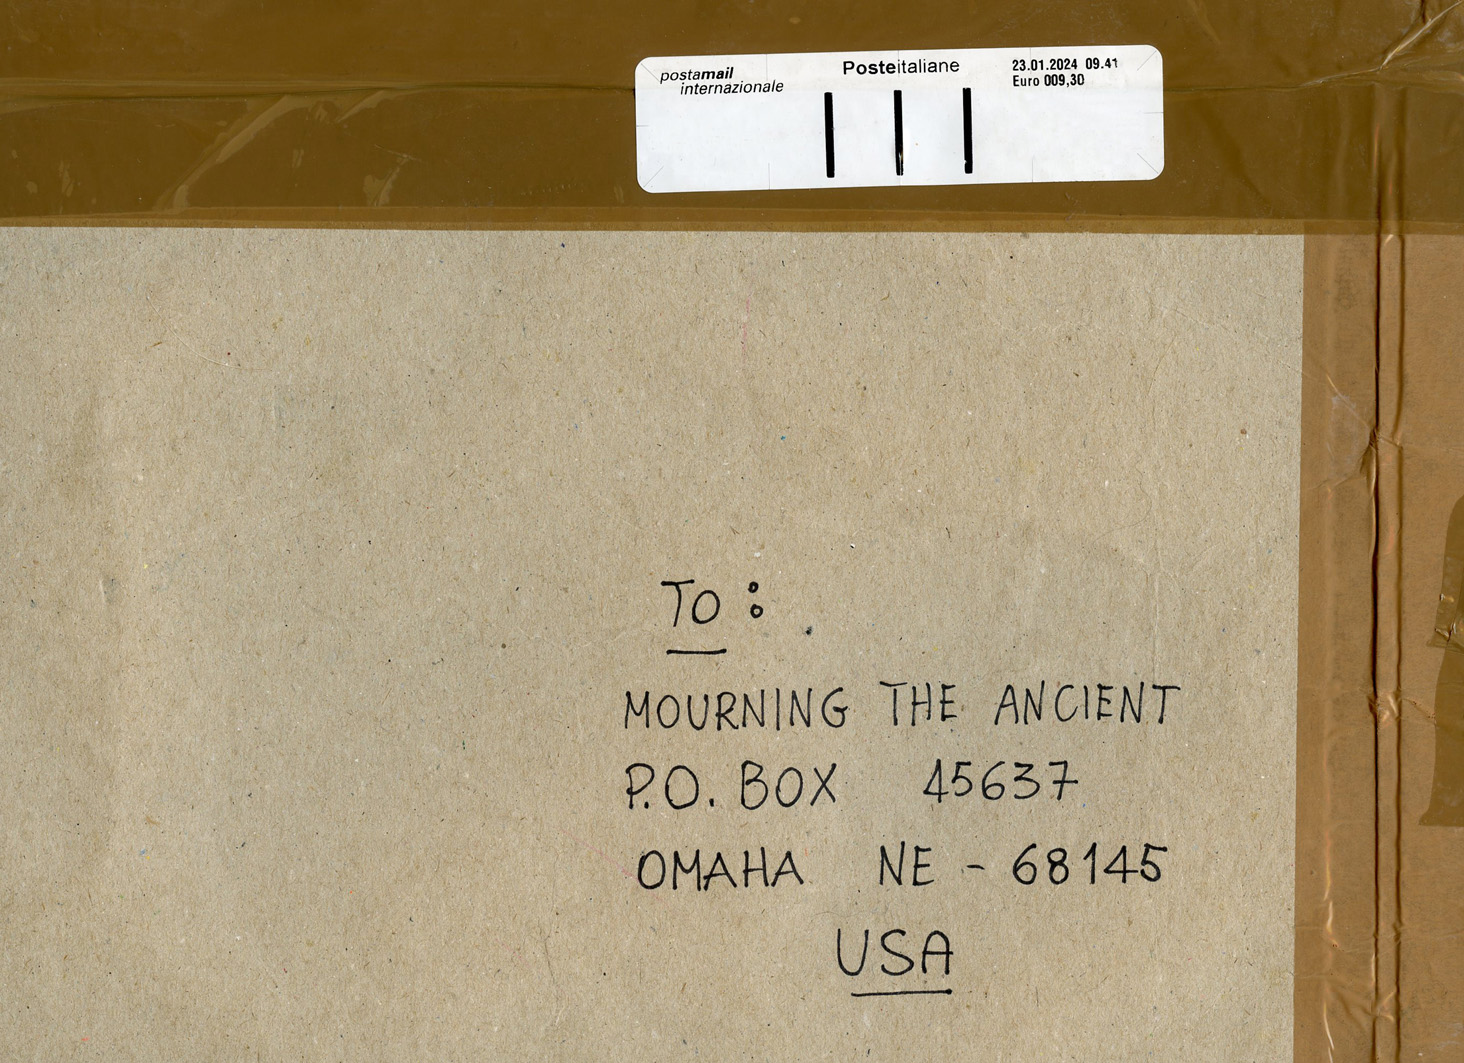 postamail
internazionale
Posteitaliane
23.01.2024 09.41
Euro 009,30
TO:
MOURNING THE ANCIENT
P.O. BOX 45637
OMAHA NE - 68145
USA